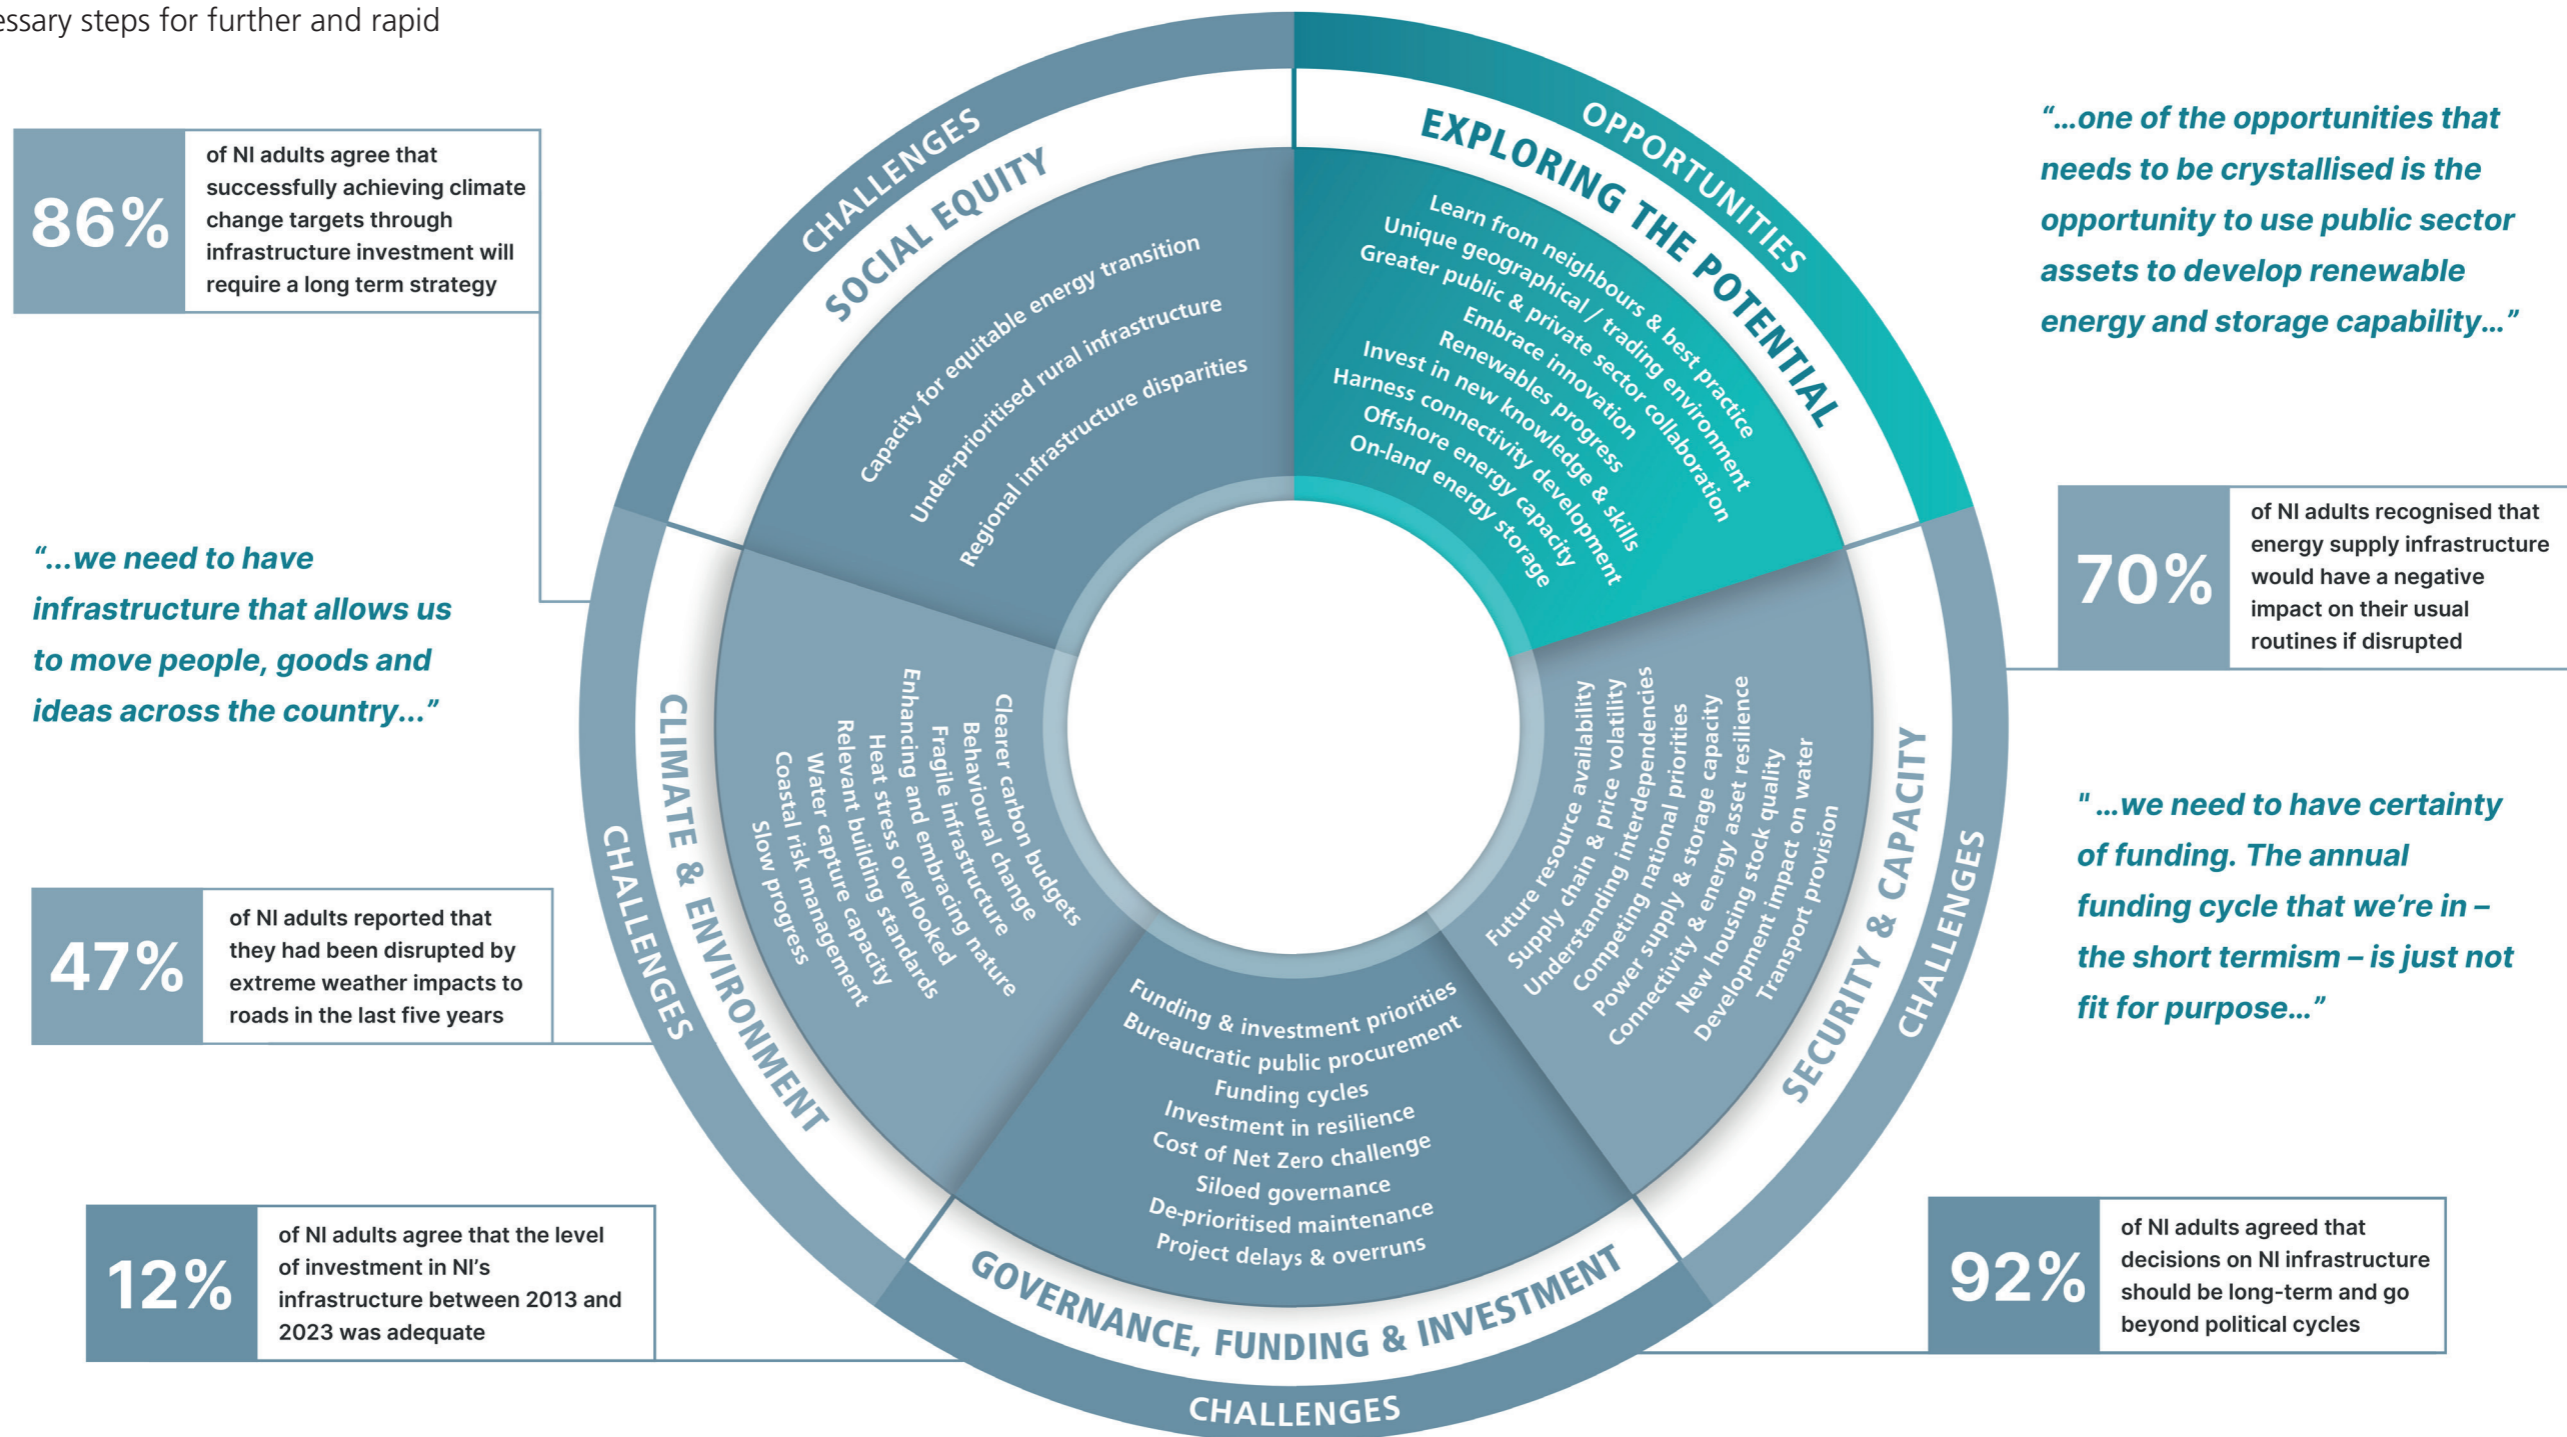 essary steps for further and rapid
86%
of NI adults agree that
successfully achieving climate
change targets through
infrastructure investment will
require a long term strategy
“...we need to have
infrastructure that allows us
to move people, goods and
ideas across the country...”
47%
of NI adults reported that
they had been disrupted by
extreme weather impacts to
roads in the last five years
12%
of NI adults agree that the level
of investment in NI’s
infrastructure between 2013 and
2023 was adequate
CHALLENGES
SOCIAL EQUITY
Capacity for equitable energy transition
Under-prioritised rural infrastructure
Regional infrastructure disparities
OPPORTUNITIES
EXPLORING THE POTENTIAL
Learn from neighbours & best practice
Unique geographical / trading environment
Greater public & private sector collaboration
Embrace innovation
Renewables progress
Invest in new knowledge & skills
Harness connectivity development
Offshore energy capacity
On-land energy storage
Future resource availability
Supply chain & price volatility
Understanding interdependencies
Competing national priorities
Power supply & storage capacity
Connectivity & energy asset resilience
New housing stock quality
Development impact on water
Transport provision
SECURITY & CAPACITY
CHALLENGES
Funding & investment priorities
Bureaucratic public procurement
Funding cycles
Investment in resilience
Cost of Net Zero challenge
Siloed governance
De-prioritised maintenance
Project delays & overruns
GOVERNANCE, FUNDING & INVESTMENT
CHALLENGES
Clearer carbon budgets
Behavioural change
Fragile infrastructure
Enhancing and embracing nature
Heat stress overlooked
Relevant building standards
Water capture capacity
Coastal risk management
Slow progress
CLIMATE & ENVIRONMENT
CHALLENGES
“...one of the opportunities that
needs to be crystallised is the
opportunity to use public sector
assets to develop renewable
energy and storage capability...”
70%
of NI adults recognised that
energy supply infrastructure
would have a negative
impact on their usual
routines if disrupted
" ...we need to have certainty
of funding. The annual
funding cycle that we’re in –
the short termism – is just not
fit for purpose...”
92%
of NI adults agreed that
decisions on NI infrastructure
should be long-term and go
beyond political cycles